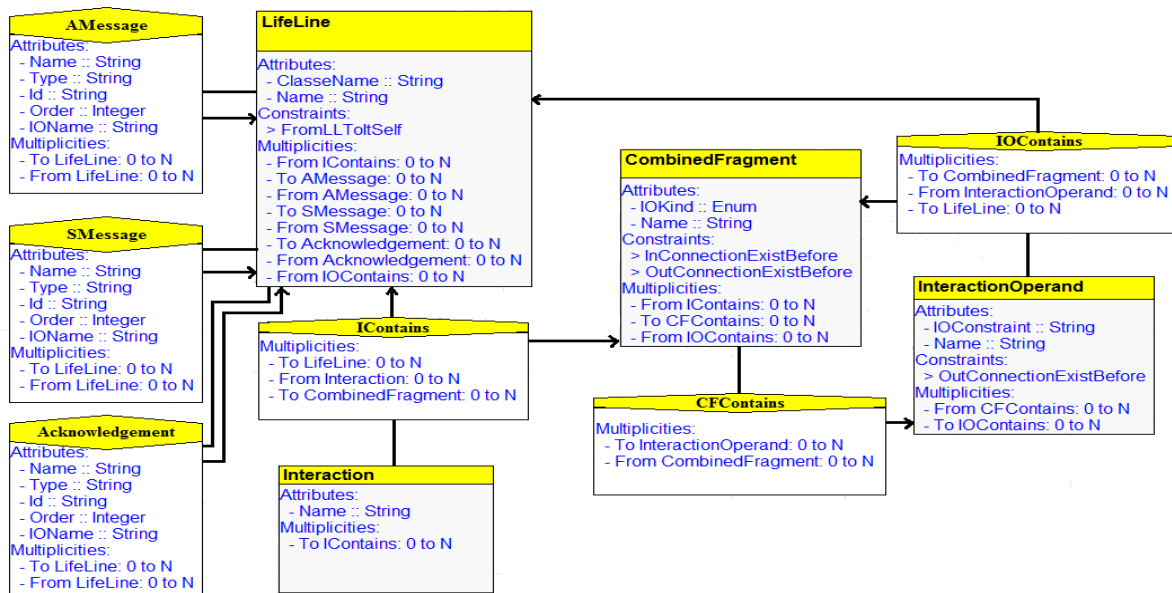 AMessage
Attributes:
- Name :: String
- Type :: String
- Id :: String
- Order :: Integer
- IOName :: String
Multiplicities:
- To LifeLine: 0 to N
- From LifeLine: 0 to N
SMessage
Attributes:
- Name :: String
- Type :: String
- Id :: String
- Order :: Integer
- IOName :: String
Multiplicities:
- To LifeLine: 0 to N
- From LifeLine: 0 to N
Acknowledgement
Attributes:
- Name :: String
- Type :: String
- Id :: String
- Order :: Integer
- IOName :: String
Multiplicities:
- To LifeLine: 0 to N
- From LifeLine: 0 to N
LifeLine
Attributes:
- ClasseName :: String
- Name :: String
Constraints:
> FromLLToItSelf
Multiplicities:
- From IContains: 0 to N
- To AMessage: 0 to N
- From AMessage: 0 to N
- To SMessage: 0 to N
- From SMessage: 0 to N
- To Acknowledgement: 0 to N
- From Acknowledgement: 0 to N
- From IOContains: 0 to N
IContains
Multiplicities:
- To LifeLine: 0 to N
- From Interaction: 0 to N
- To CombinedFragment: 0 to N
Interaction
Attributes:
- Name :: String
Multiplicities:
- To IContains: 0 to N
CombinedFragment
Attributes:
- IOKind :: Enum
- Name :: String
Constraints:
> InConnectionExistBefore
> OutConnectionExistBefore
Multiplicities:
- From IContains: 0 to N
- To CFContains: 0 to N
- From IOContains: 0 to N
CFContains
Multiplicities:
- To InteractionOperand: 0 to N
- From CombinedFragment: 0 to N
IOContains
Multiplicities:
- To CombinedFragment: 0 to N
- From InteractionOperand: 0 to N
- To LifeLine: 0 to N
InteractionOperand
Attributes:
- IOConstraint :: String
- Name :: String
Constraints:
> OutConnectionExistBefore
Multiplicities:
- From CFContains: 0 to N
- To IOContains: 0 to N